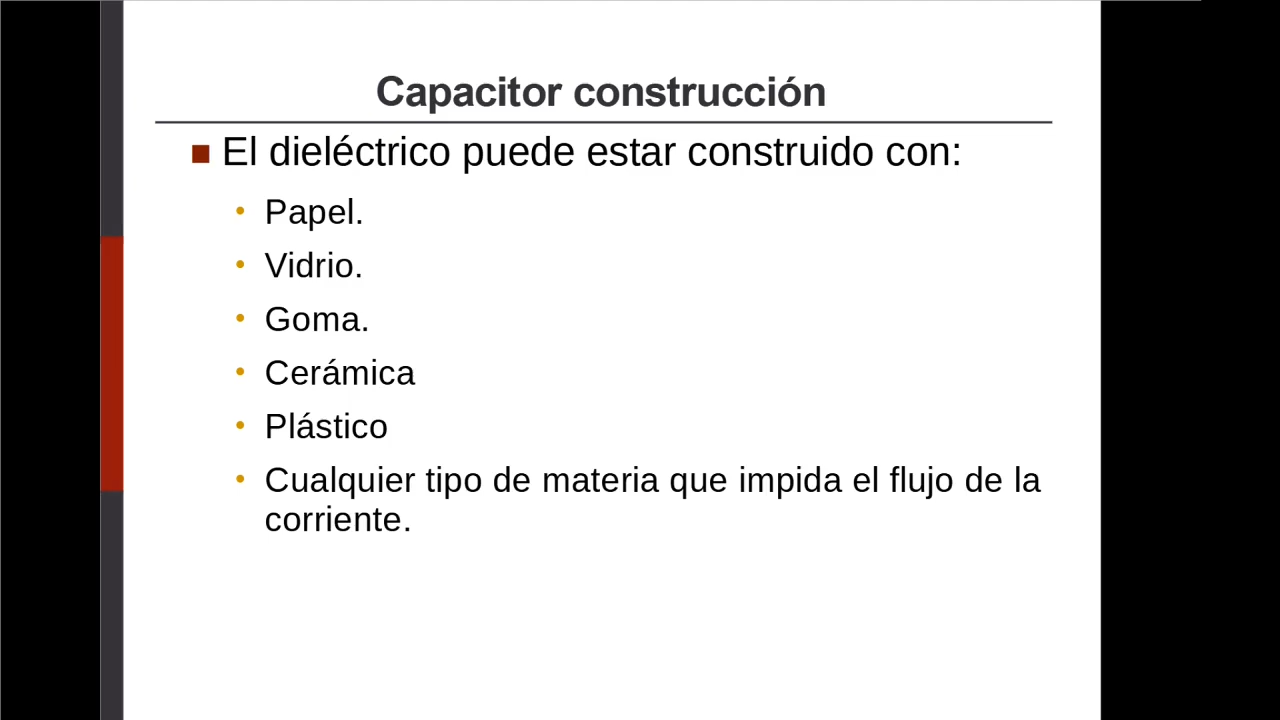 Capacitor construcción
El dieléctrico puede estar construido con:
Papel.
Vidrio.
Goma.
Cerámica
Plástico
Cualquier tipo de materia que impida el flujo de la
corriente.